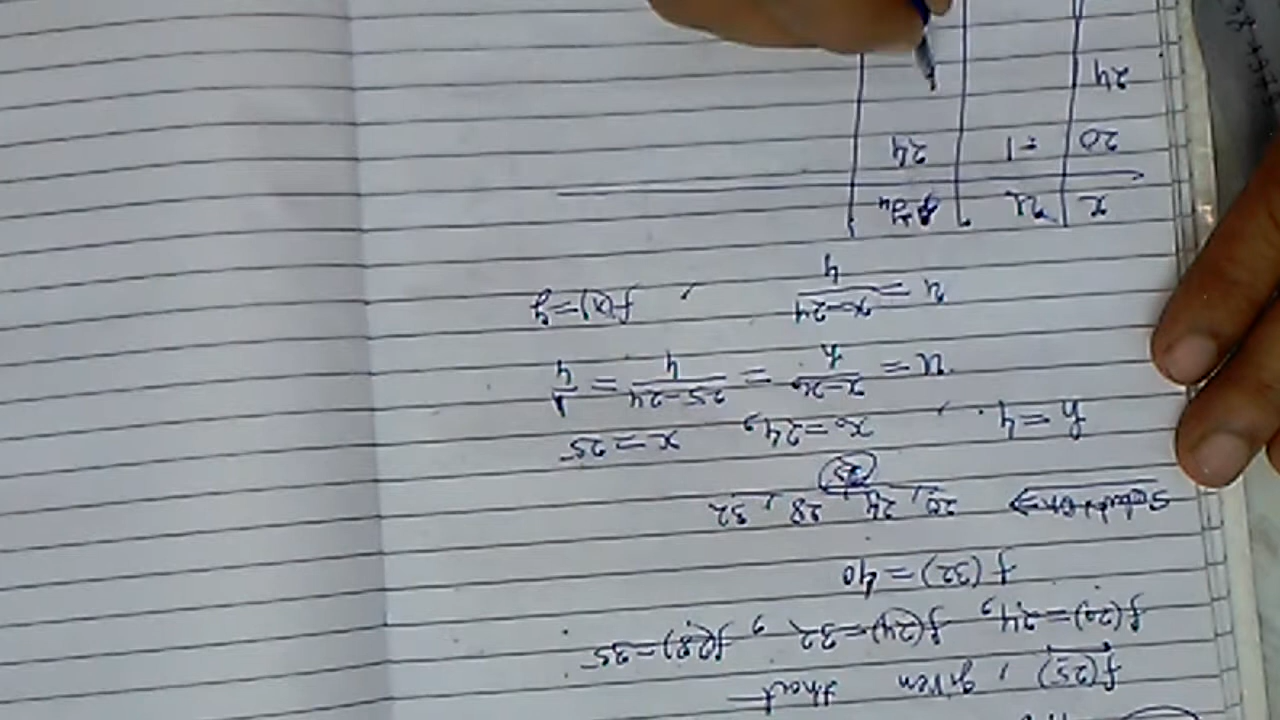 f(25), given that
f(20)=24, f(24)=32, f(28)=35
f(32)=40
Solution⇒ 20, 24, 28, 32
25
h=4, x₀=24, x=25
u = x-x₀/h = 25-24/4 = 1/4
u = x-24/4, f(x)=y
x u
20 -1 24
24